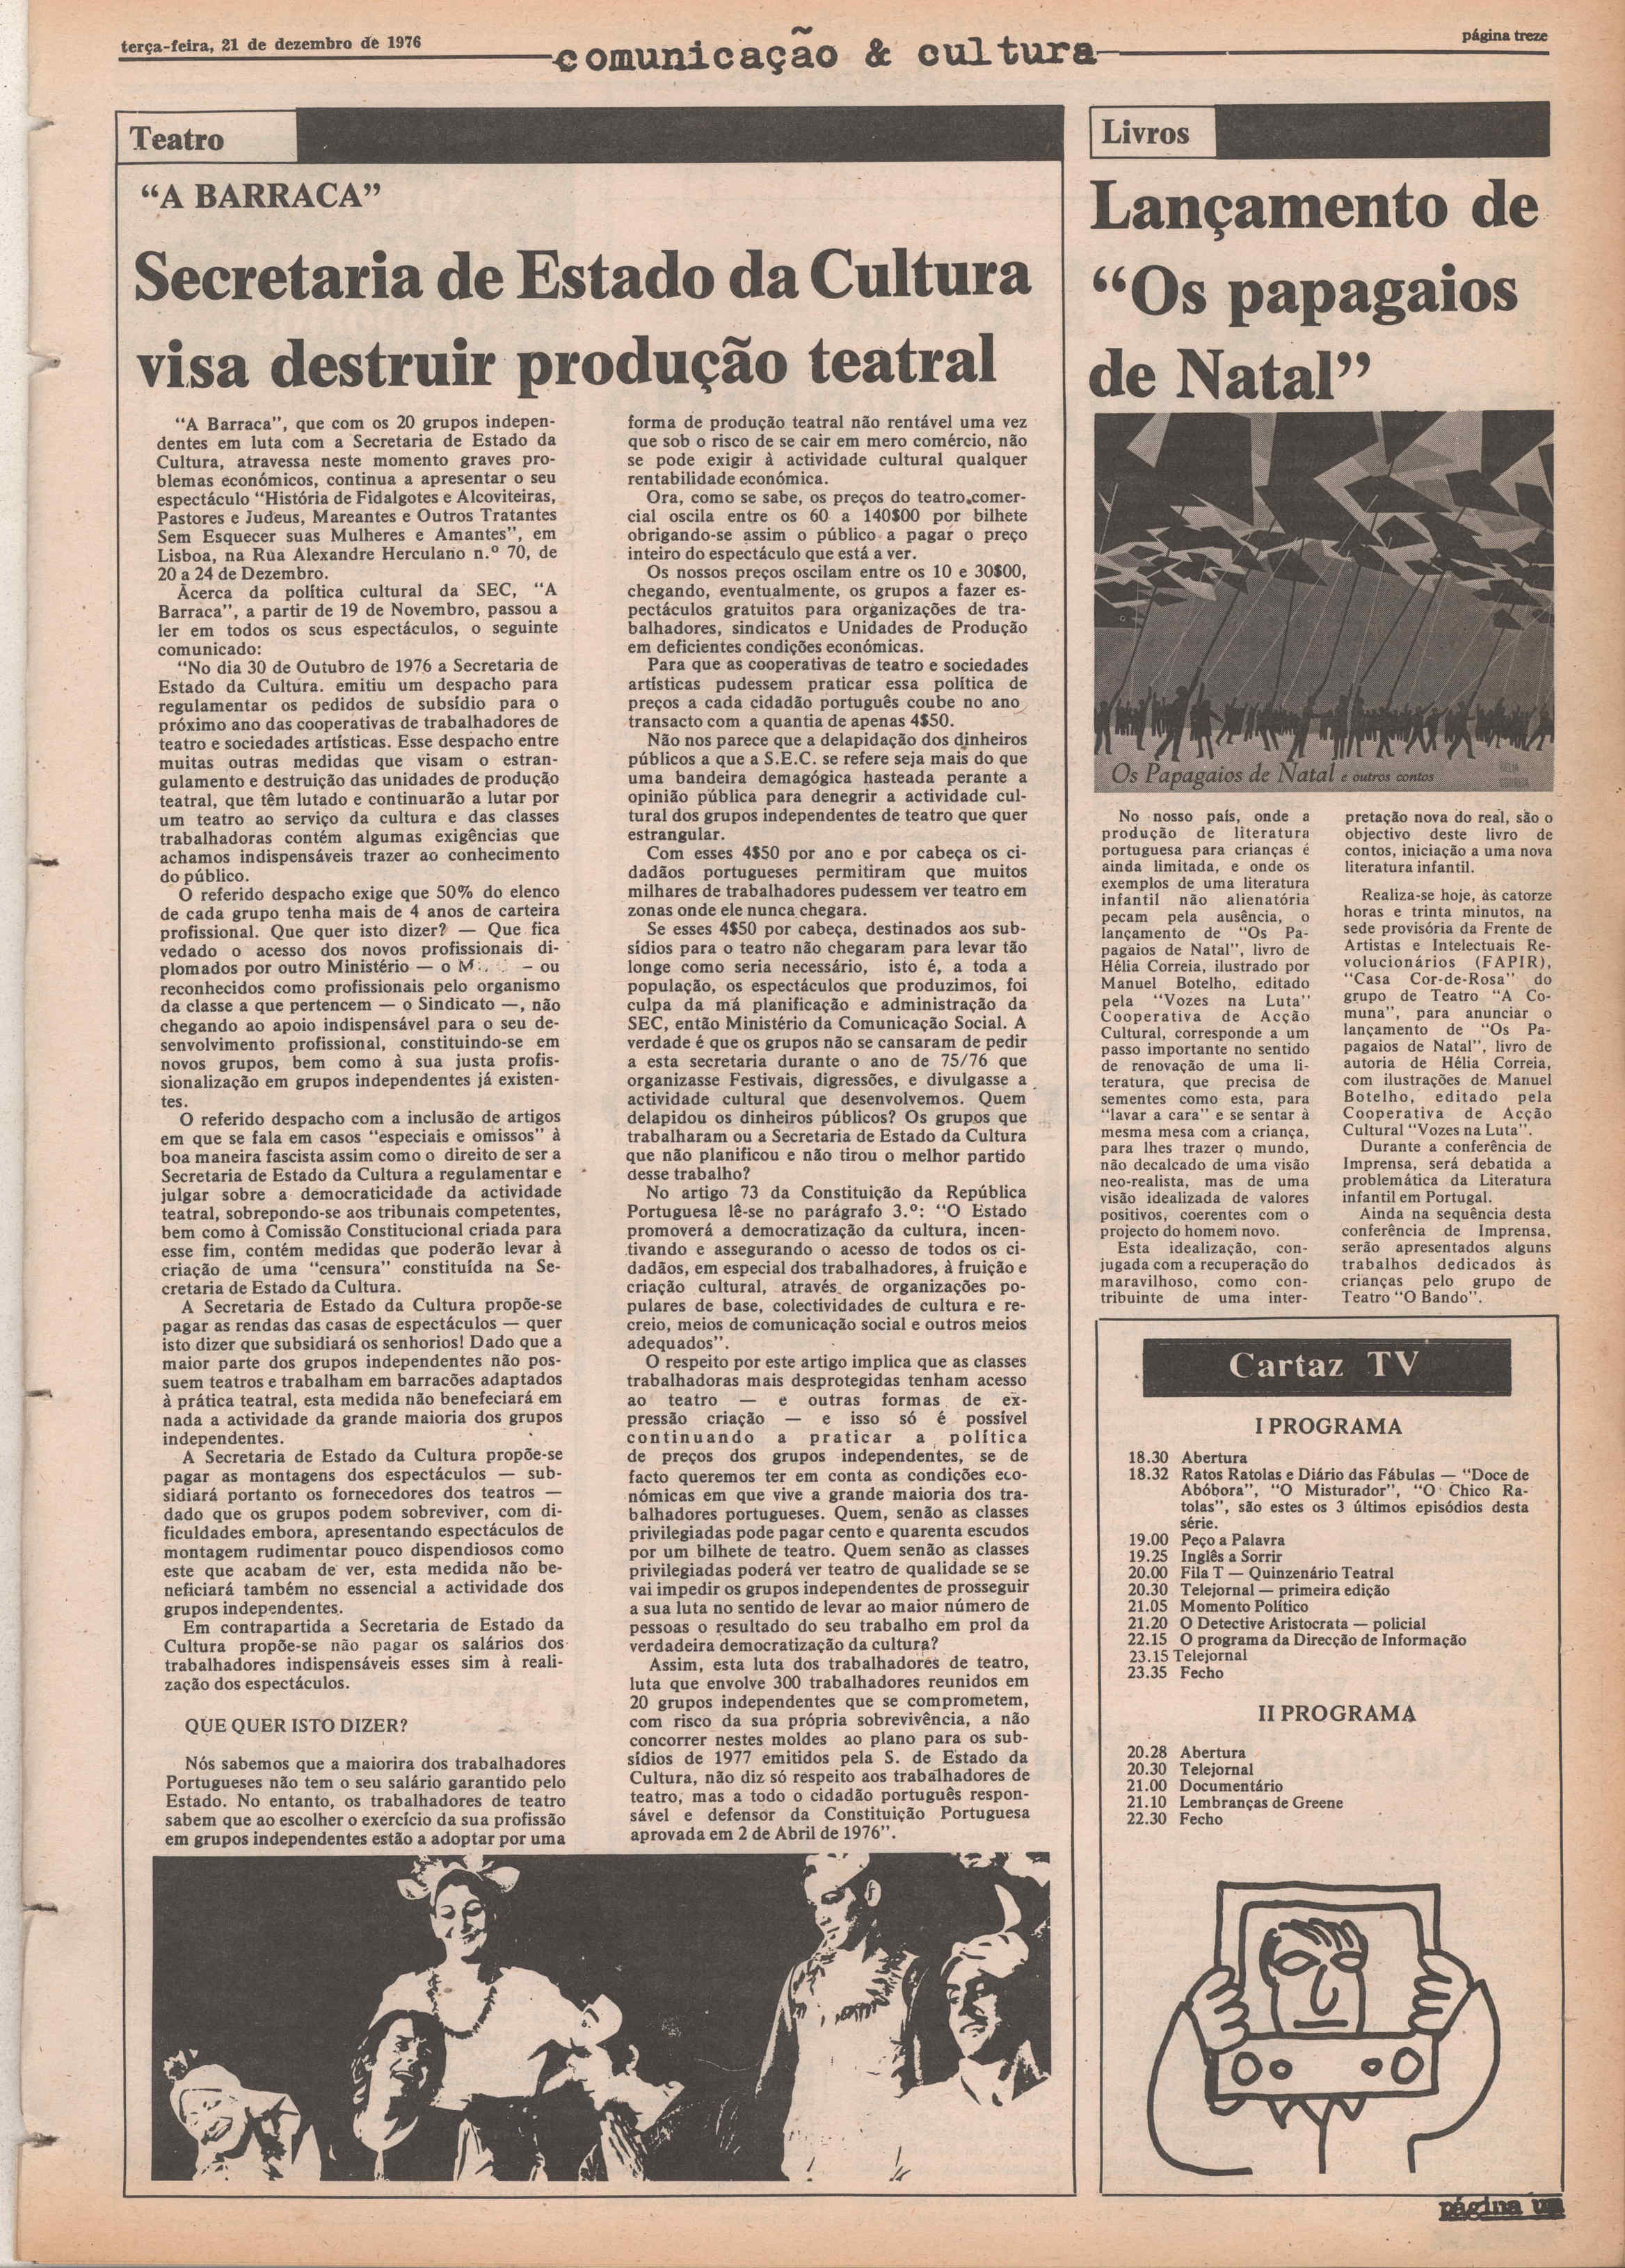 terça-feira, 21 de dezembro de 1976
comunicação & cultura
página treze
Teatro
“A BARRACA”
Secretaria de Estado da Cultura
visa destruir produção teatral
“A Barraca”, que com os 20 grupos indepen-
dentes em luta com a Secretaria de Estado da
Cultura, atravessa neste momento graves pro-
blemas económicos, continua a apresentar o seu
espectáculo “História de Fidalgotes e Alcoviteiras,
Pastores e Judeus, Mareantes e Outros Tratantes
Sem Esquecer suas Mulheres e Amantes”, em
Lisboa, na Rua Alexandre Herculano n.º 70, de
20 a 24 de Dezembro.
Àcerca da política cultural da SEC, “A
Barraca”, a partir de 19 de Novembro, passou a
ler em todos os seus espectáculos, o seguinte
comunicado:
“No dia 30 de Outubro de 1976 a Secretaria de
Estado da Cultura. emitiu um despacho para
regulamentar os pedidos de subsídio para o
próximo ano das cooperativas de trabalhadores de
teatro e sociedades artísticas. Esse despacho entre
muitas outras medidas que visam o estran-
gulamento e destruição das unidades de produção
teatral, que têm lutado e continuarão a lutar por
um teatro ao serviço da cultura e das classes
trabalhadoras contém algumas exigências que
achamos indispensáveis trazer ao conhecimento
do público.
O referido despacho exige que 50% do elenco
de cada grupo tenha mais de 4 anos de carteira
profissional. Que quer isto dizer? — Que fica
vedado o acesso dos novos profissionais di-
plomados por outro Ministério — o – ou
reconhecidos como profissionais pelo organismo
da classe a que pertencem — o Sindicato —, não
chegando ao apoio indispensável para o seu de-
senvolvimento profissional, constituindo-se em
novos grupos, bem como à sua justa profis-
sionalização em grupos independentes já existen-
tes.
O referido despacho com a inclusão de artigos
em que se fala em casos “especiais e omissos” à
boa maneira fascista assim como o direito de ser a
Secretaria de Estado da Cultura a regulamentar e
julgar sobre a democraticidade da actividade
teatral, sobrepondo-se aos tribunais competentes,
bem como à Comissão Constitucional criada para
esse fim, contém medidas que poderão levar à
criação de uma “censura” constituída na Se-
cretaria de Estado da Cultura.
A Secretaria de Estado da Cultura propõe-se
pagar as rendas das casas de espectáculos — quer
isto dizer que subsidiará os senhorios! Dado que a
maior parte dos grupos independentes não pos-
suem teatros e trabalham em barracões adaptados
à prática teatral, esta medida não benefeciará em
nada a actividade da grande maioria dos grupos
independentes.
A Secretaria de Estado da Cultura propõe-se
pagar as montagens dos espectáculos — sub-
sidiará portanto os fornecedores dos teatros —
dado que os grupos podem sobreviver, com di-
ficuldades embora, apresentando espectáculos de
montagem rudimentar pouco dispendiosos como
este que acabam de ver, esta medida não be-
neficiará também no essencial a actividade dos
grupos independentes.
Em contrapartida a Secretaria de Estado da
Cultura propõe-se não pagar os salários dos
trabalhadores indispensáveis esses sim à reali-
zação dos espectáculos.
QUE QUER ISTO DIZER?
Nós sabemos que a maiorira dos trabalhadores
Portugueses não tem o seu salário garantido pelo
Estado. No entanto, os trabalhadores de teatro
sabem que ao escolher o exercício da sua profissão
em grupos independentes estão a adoptar por uma
forma de produção teatral não rentável uma vez
que sob o risco de se cair em mero comércio, não
se pode exigir à actividade cultural qualquer
rentabilidade económica.
Ora, como se sabe, os preços do teatro comer-
cial oscila entre os 60 a 140$00 por bilhete
obrigando-se assim o público a pagar o preço
inteiro do espectáculo que está a ver.
Os nossos preços oscilam entre os 10 e 30$00,
chegando, eventualmente, os grupos a fazer es-
pectáculos gratuitos para organizações de tra-
balhadores, sindicatos e Unidades de Produção
em deficientes condições económicas.
Para que as cooperativas de teatro e sociedades
artísticas pudessem praticar essa política de
preços a cada cidadão português coube no ano
transacto com a quantia de apenas 4$50.
Não nos parece que a delapidação dos dinheiros
públicos a que a S.E.C. se refere seja mais do que
uma bandeira demagógica hasteada perante a
opinião pública para denegrir a actividade cul-
tural dos grupos independentes de teatro que quer
estrangular.
Com esses 4$50 por ano e por cabeça os ci-
dadãos portugueses permitiram que muitos
milhares de trabalhadores pudessem ver teatro em
zonas onde ele nunca chegara.
Se esses 4$50 por cabeça, destinados aos sub-
sídios para o teatro não chegaram para levar tão
longe como seria necessário, isto é, a toda a
população, os espectáculos que produzimos, foi
culpa da má planificação e administração da
SEC, então Ministério da Comunicação Social. A
verdade é que os grupos não se cansaram de pedir
a esta secretaria durante o ano de 75/76 que
organizasse Festivais, digressões, e divulgasse a
actividade cultural que desenvolvemos. Quem
delapidou os dinheiros públicos? Os grupos que
trabalharam ou a Secretaria de Estado da Cultura
que não planificou e não tirou o melhor partido
desse trabalho?
No artigo 73 da Constituição da República
Portuguesa lê-se no parágrafo 3.º: “O Estado
promoverá a democratização da cultura, incen-
tivando e assegurando o acesso de todos os ci-
dadãos, em especial dos trabalhadores, à fruição e
criação cultural, através de organizações po-
pulares de base, colectividades de cultura e re-
creio, meios de comunicação social e outros meios
adequados”.
O respeito por este artigo implica que as classes
trabalhadoras mais desprotegidas tenham acesso
ao teatro — e outras formas de ex-
pressão criação — e isso só é possível
continuando a praticar a política
de preços dos grupos independentes, se de
facto queremos ter em conta as condições eco-
nómicas em que vive a grande maioria dos tra-
balhadores portugueses. Quem, senão as classes
privilegiadas pode pagar cento e quarenta escudos
por um bilhete de teatro. Quem senão as classes
privilegiadas poderá ver teatro de qualidade se se
vai impedir os grupos independentes de prosseguir
a sua luta no sentido de levar ao maior número de
pessoas o resultado do seu trabalho em prol da
verdadeira democratização da cultura?
Assim, esta luta dos trabalhadores de teatro,
luta que envolve 300 trabalhadores reunidos em
20 grupos independentes que se comprometem,
com risco da sua própria sobrevivência, a não
concorrer nestes moldes ao plano para os sub-
sídios de 1977 emitidos pela S. de Estado da
Cultura, não diz só respeito aos trabalhadores de
teatro, mas a todo o cidadão português respon-
sável e defensor da Constituição Portuguesa
aprovada em 2 de Abril de 1976”.
Livros
Lançamento de
“Os papagaios
de Natal”
Os Papagaios de Natal e outros contos
HÉLIA
CORREIA
No nosso país, onde a
produção de literatura
portuguesa para crianças é
ainda limitada, e onde os
exemplos de uma literatura
infantil não alienatória
pecam pela ausência, o
lançamento de “Os Pa-
pagaios de Natal”, livro de
Hélia Correia, ilustrado por
Manuel Botelho, editado
pela “Vozes na Luta”
Cooperativa de Acção
Cultural, corresponde a um
passo importante no sentido
de renovação de uma li-
teratura, que precisa de
sementes como esta, para
“lavar a cara” e se sentar à
mesma mesa com a criança,
para lhes trazer o mundo,
não decalcado de uma visão
neo-realista, mas de uma
visão idealizada de valores
positivos, coerentes com o
projecto do homem novo.
Esta idealização, con-
jugada com a recuperação do
maravilhoso, como con-
tribuinte de uma inter-
pretação nova do real, são o
objectivo deste livro de
contos, iniciação a uma nova
literatura infantil.
Realiza-se hoje, às catorze
horas e trinta minutos, na
sede provisória da Frente de
Artistas e Intelectuais Re-
volucionários (FAPIR),
“Casa Cor-de-Rosa” do
grupo de Teatro “A Co-
muna”, para anunciar o
lançamento de “Os Pa-
pagaios de Natal”, livro de
autoria de Hélia Correia,
com ilustrações de Manuel
Botelho, editado pela
Cooperativa de Acção
Cultural “Vozes na Luta”.
Durante a conferência de
Imprensa, será debatida a
problemática da Literatura
infantil em Portugal.
Ainda na sequência desta
conferência de Imprensa,
serão apresentados alguns
trabalhos dedicados às
crianças pelo grupo de
Teatro “O Bando”.
Cartaz TV
I PROGRAMA
18.30 Abertura
18.32 Ratos Ratolas e Diário das Fábulas — “Doce de
Abóbora”, “O Misturador”, “O Chico Ra-
tolas”, são estes os 3 últimos episódios desta
série.
19.00 Peço a Palavra
19.25 Inglês a Sorrir
20.00 Fila T — Quinzenário Teatral
20.30 Telejornal — primeira edição
21.05 Momento Político
21.20 O Detective Aristocrata — policial
22.15 O programa da Direcção de Informação
23.15 Telejornal
23.35 Fecho
II PROGRAMA
20.28 Abertura
20.30 Telejornal
21.00 Documentário
21.10 Lembranças de Greene
22.30 Fecho
página um